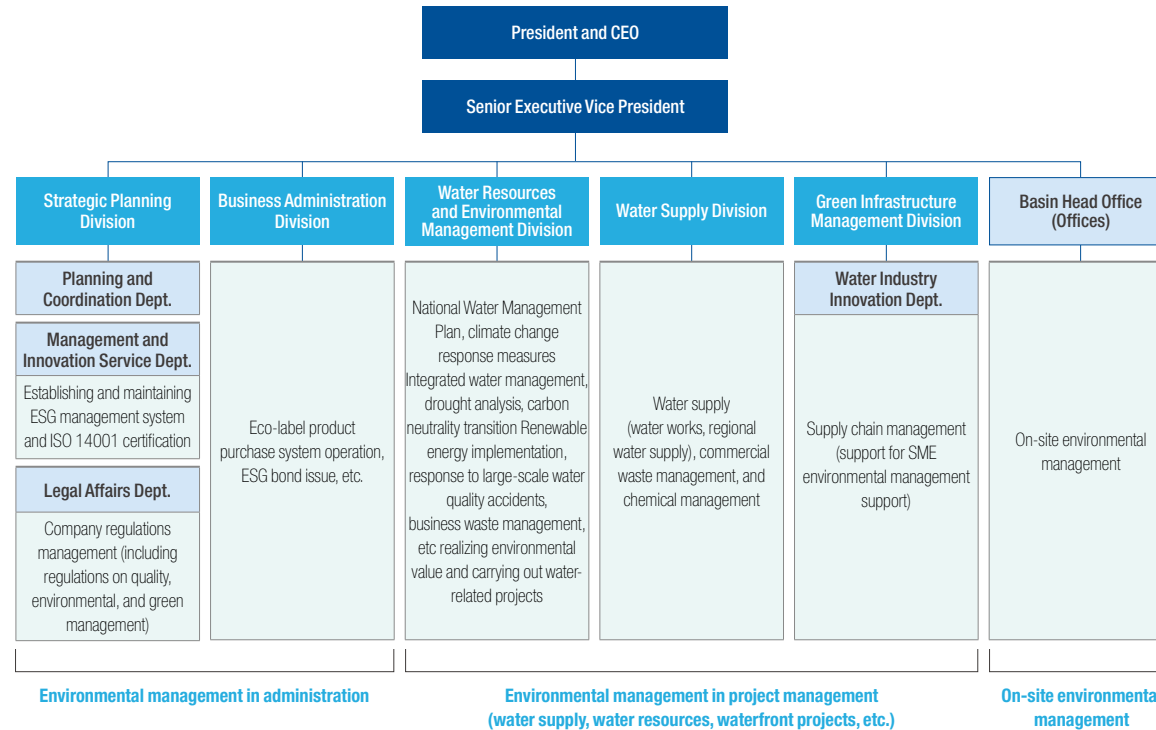 President and CEO
Senior Executive Vice President
Strategic Planning
Division
Business Administration
Division
Water Resources
and Environmental
Management Division
Water Supply Division
Green Infrastructure
Management Division
Basin Head Office
(Offices)
Planning and
Coordination Dept.
Management and
Innovation Service Dept.
Establishing and maintaining
ESG management system
and ISO 14001 certification
Legal Affairs Dept.
Company regulations
management (including
regulations on quality,
environmental, and green
management)
Eco-label product
purchase system operation,
ESG bond issue, etc.
National Water Management
Plan, climate change
response measures
Integrated water management,
drought analysis, carbon
neutrality transition Renewable
energy implementation,
response to large-scale water
quality accidents,
business waste management,
etc realizing environmental
value and carrying out water-
related projects
Water supply
(water works, regional
water supply), commercial
waste management, and
chemical management
Water Industry
Innovation Dept.
Supply chain management
(support for SME
environmental management
support)
On-site environmental
management
Environmental management in administration
Environmental management in project management
(water supply, water resources, waterfront projects, etc.)
On-site environmenta
management